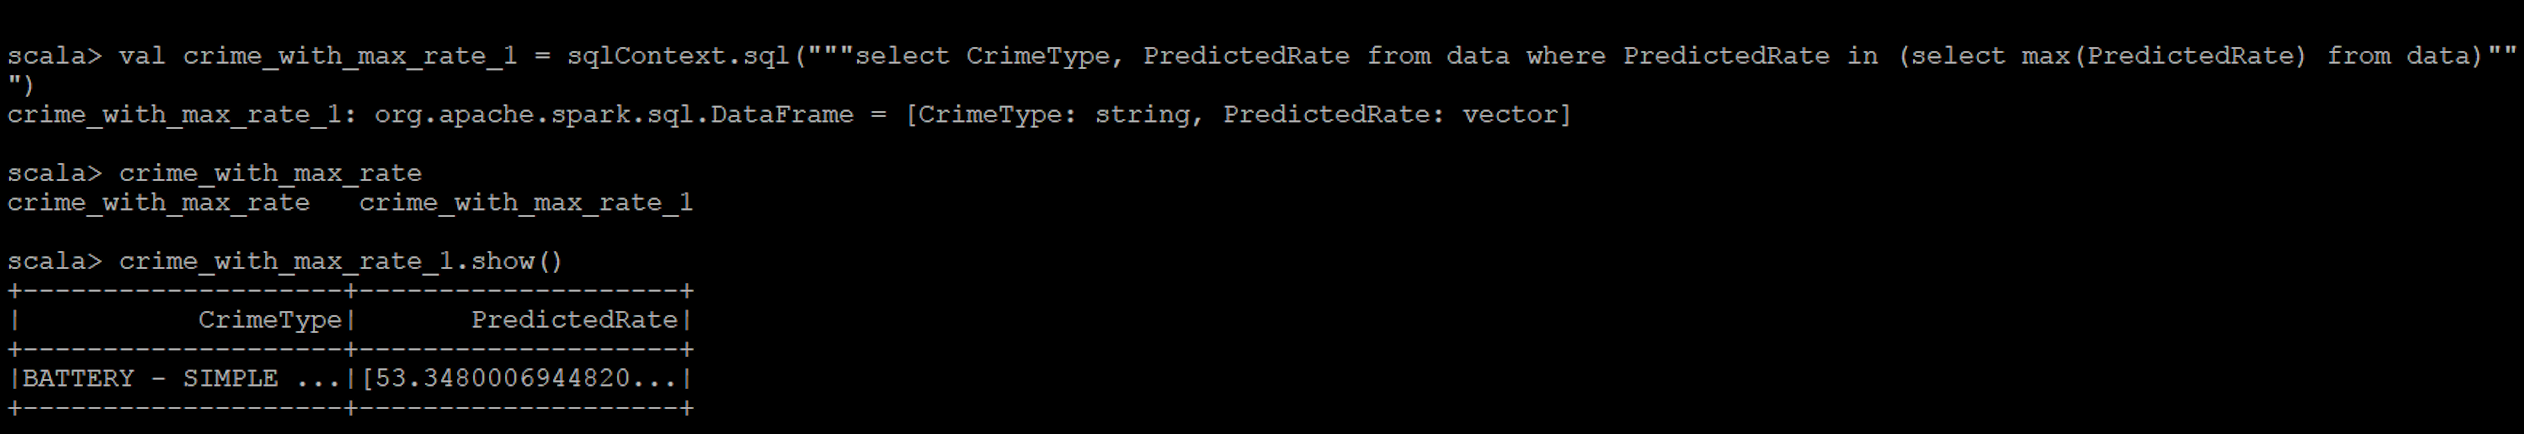 scala> val crime_with_max_rate_1 = sqlContext.sql("""select CrimeType, PredictedRate from data where PredictedRate in (select max(PredictedRate) from data)""
")
crime_with_max_rate_1: org.apache.spark.sql.DataFrame = [CrimeType: string, PredictedRate: vector]
scala> crime_with_max_rate
crime_with_max_rate   crime_with_max_rate_1
scala> crime_with_max_rate_1.show()
+--------------------+--------------------+
|           CrimeType|       PredictedRate|
+--------------------+--------------------+
|BATTERY - SIMPLE ...|[53.3480006944820...|
+--------------------+--------------------+